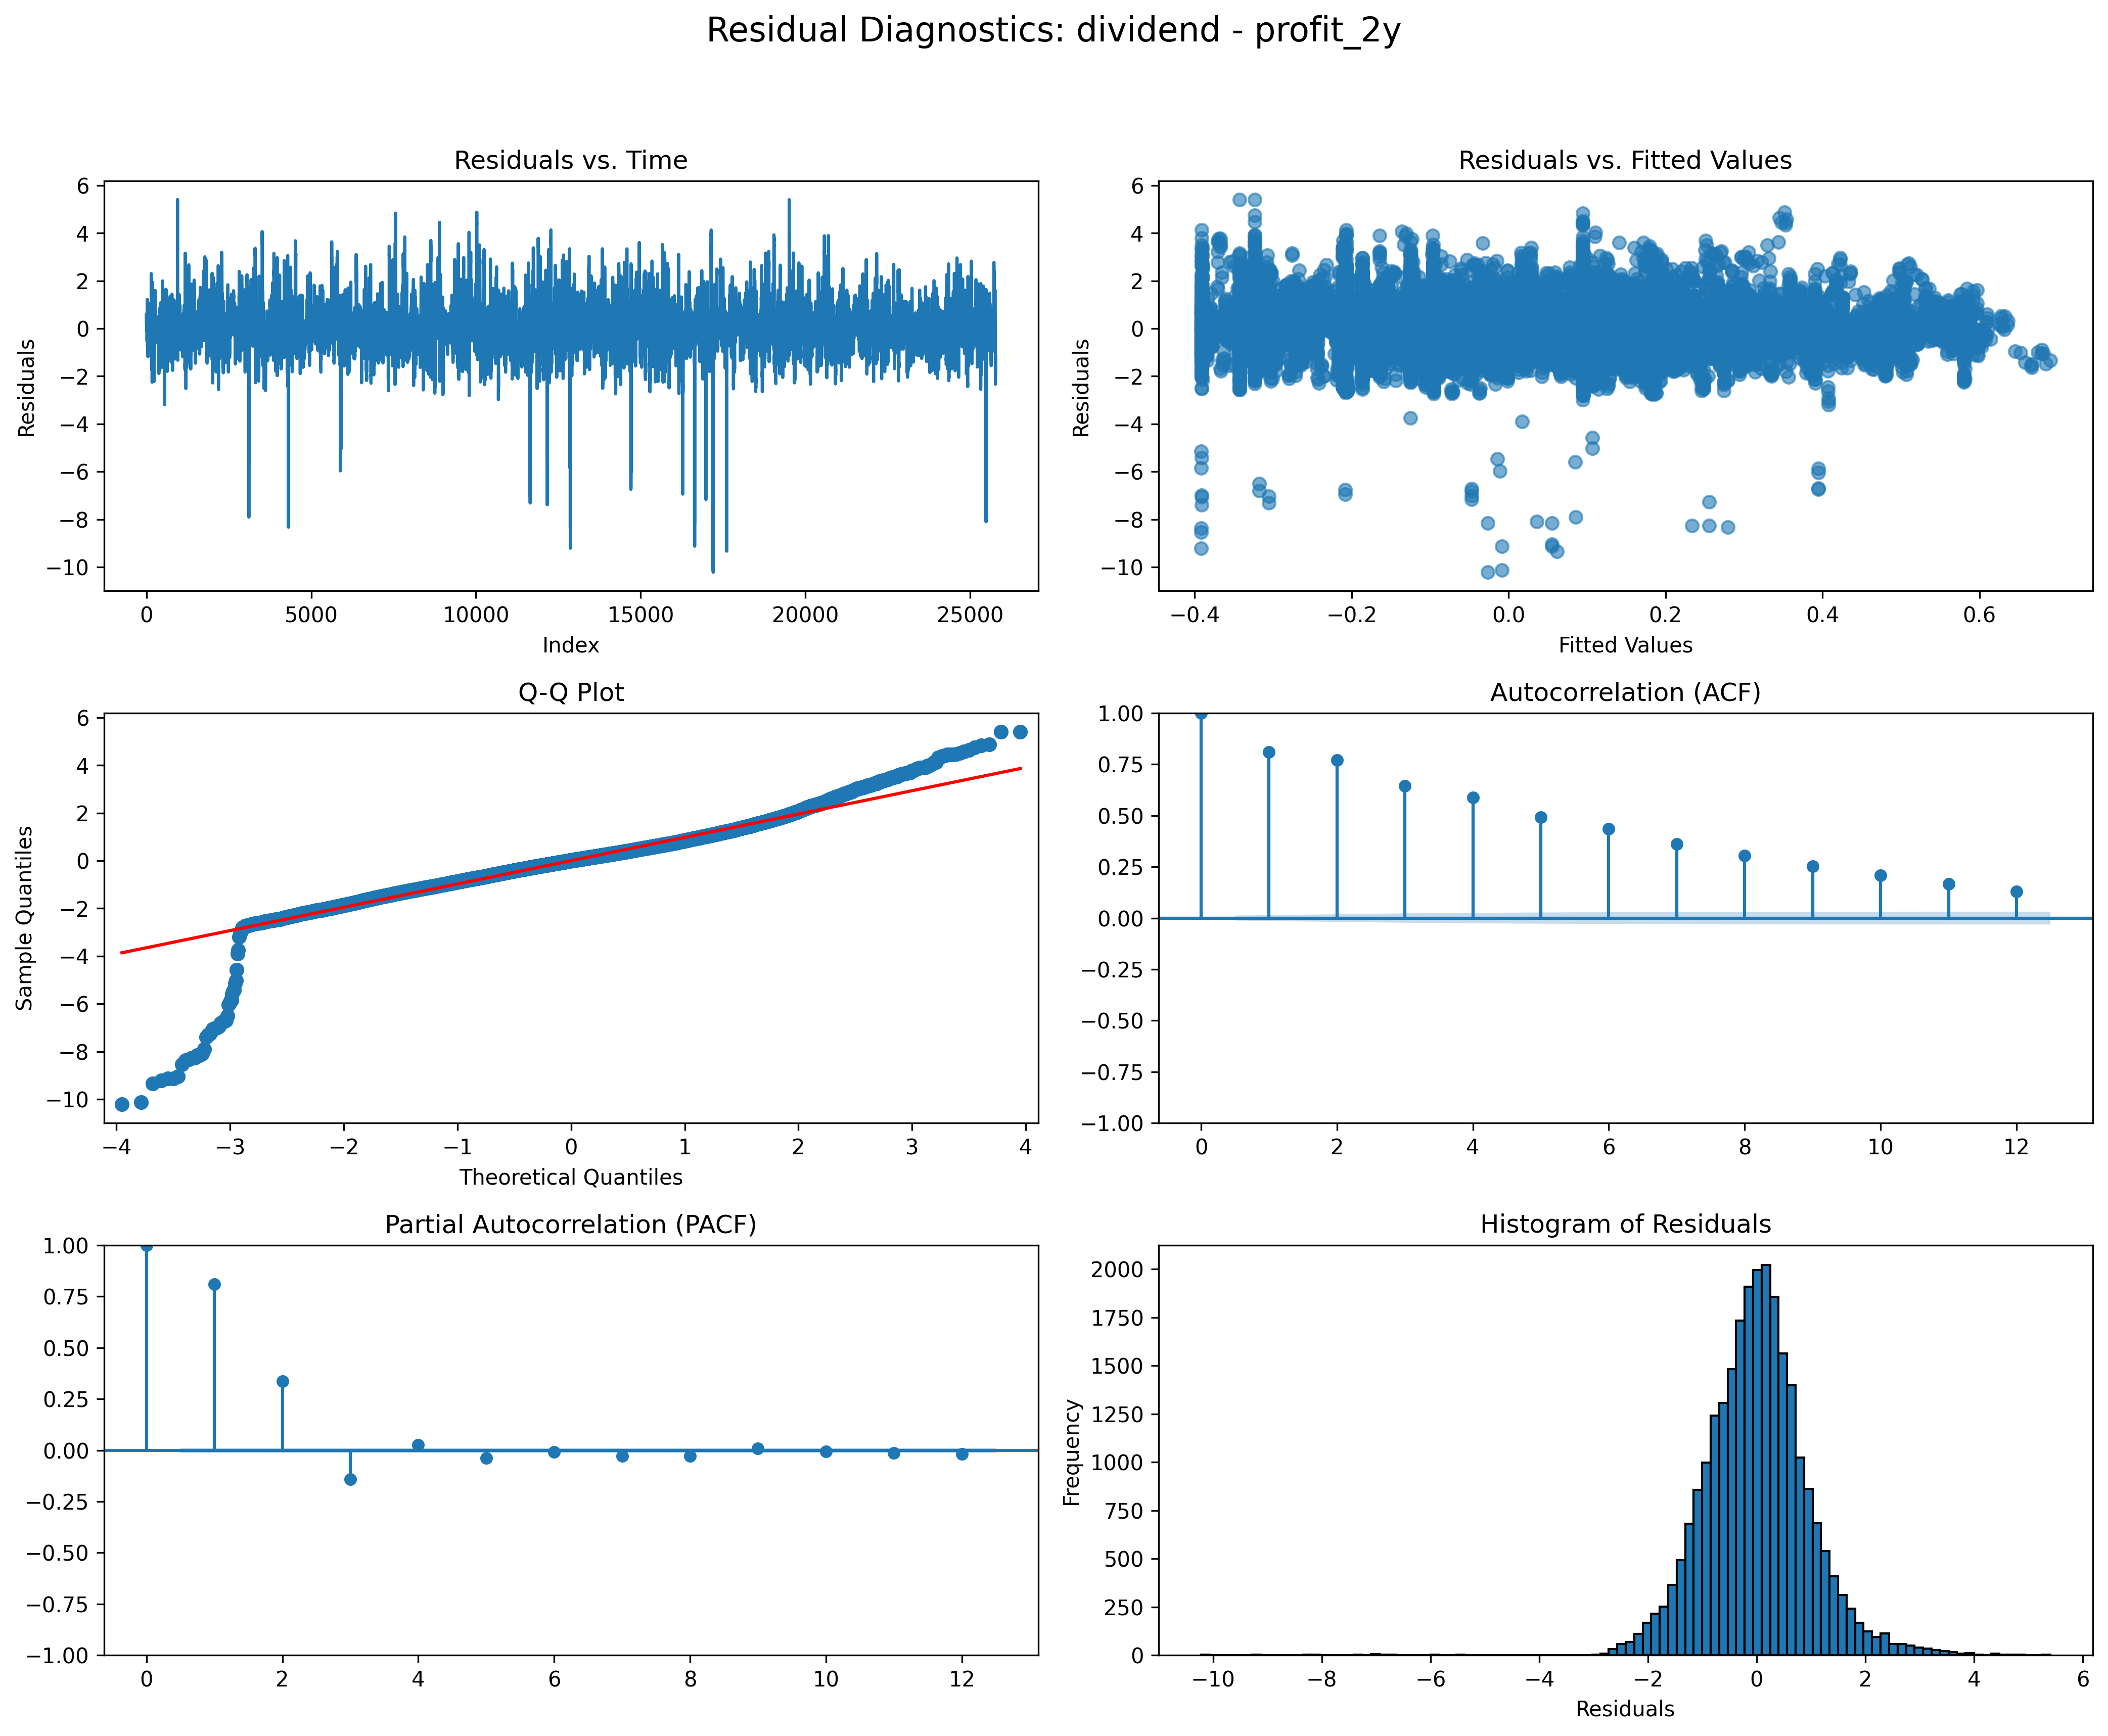 Residual Diagnostics: dividend - profit_2y
Residuals vs. Time
6
4
2
0
−2
−4
−6
−8
−10
Residuals
0 5000 10000 15000 20000 25000
Index
Residuals vs. Fitted Values
6
4
2
0
−2
−4
−6
−8
−10
Residuals
−0.4 −0.2 0.0 0.2 0.4 0.6
Fitted Values
Q-Q Plot
6
4
2
0
−2
−4
−6
−8
−10
Sample Quantiles
−4 −3 −2 −1 0 1 2 3 4
Theoretical Quantiles
Autocorrelation (ACF)
1.00
0.75
0.50
0.25
0.00
−0.25
−0.50
−0.75
−1.00
0 2 4 6 8 10 12
Partial Autocorrelation (PACF)
1.00
0.75
0.50
0.25
0.00
−0.25
−0.50
−0.75
−1.00
0 2 4 6 8 10 12
Histogram of Residuals
2000
1750
1500
1250
1000
750
500
250
0
Frequency
−10 −8 −6 −4 −2 0 2 4 6
Residuals